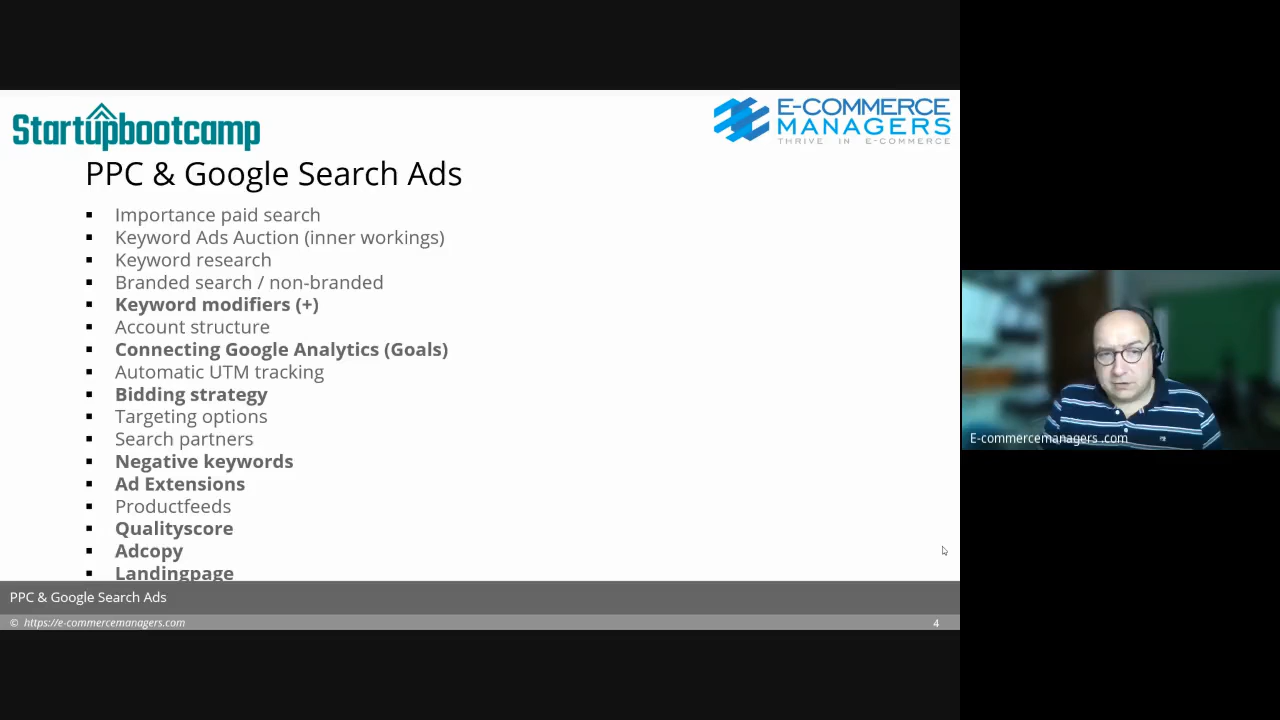 Startupbootcamp
E-COMMERCE
MANAGERS
THRIVE IN E-COMMERCE
PPC & Google Search Ads
▪ Importance paid search
▪ Keyword Ads Auction (inner workings)
▪ Keyword research
▪ Branded search / non-branded
▪ Keyword modifiers (+)
▪ Account structure
▪ Connecting Google Analytics (Goals)
▪ Automatic UTM tracking
▪ Bidding strategy
▪ Targeting options
▪ Search partners
▪ Negative keywords
▪ Ad Extensions
▪ Productfeeds
▪ Qualityscore
▪ Adcopy
▪ Landingpage
PPC & Google Search Ads
© https://e-commercemanagers.com
4
E-commercemanagers .com